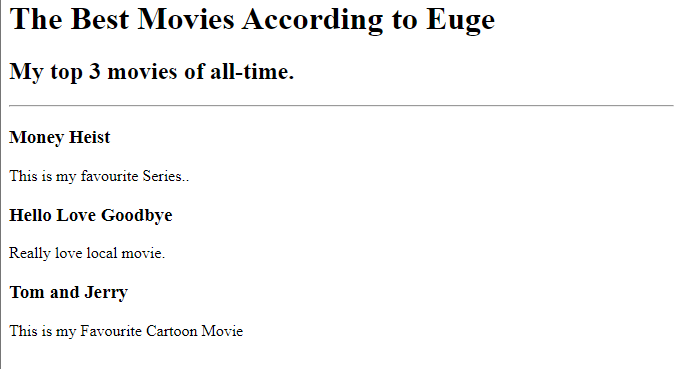 The Best Movies According to Euge
My top 3 movies of all-time.
Money Heist
This is my favourite Series..
Hello Love Goodbye
Really love local movie.
Tom and Jerry
This is my Favourite Cartoon Movie